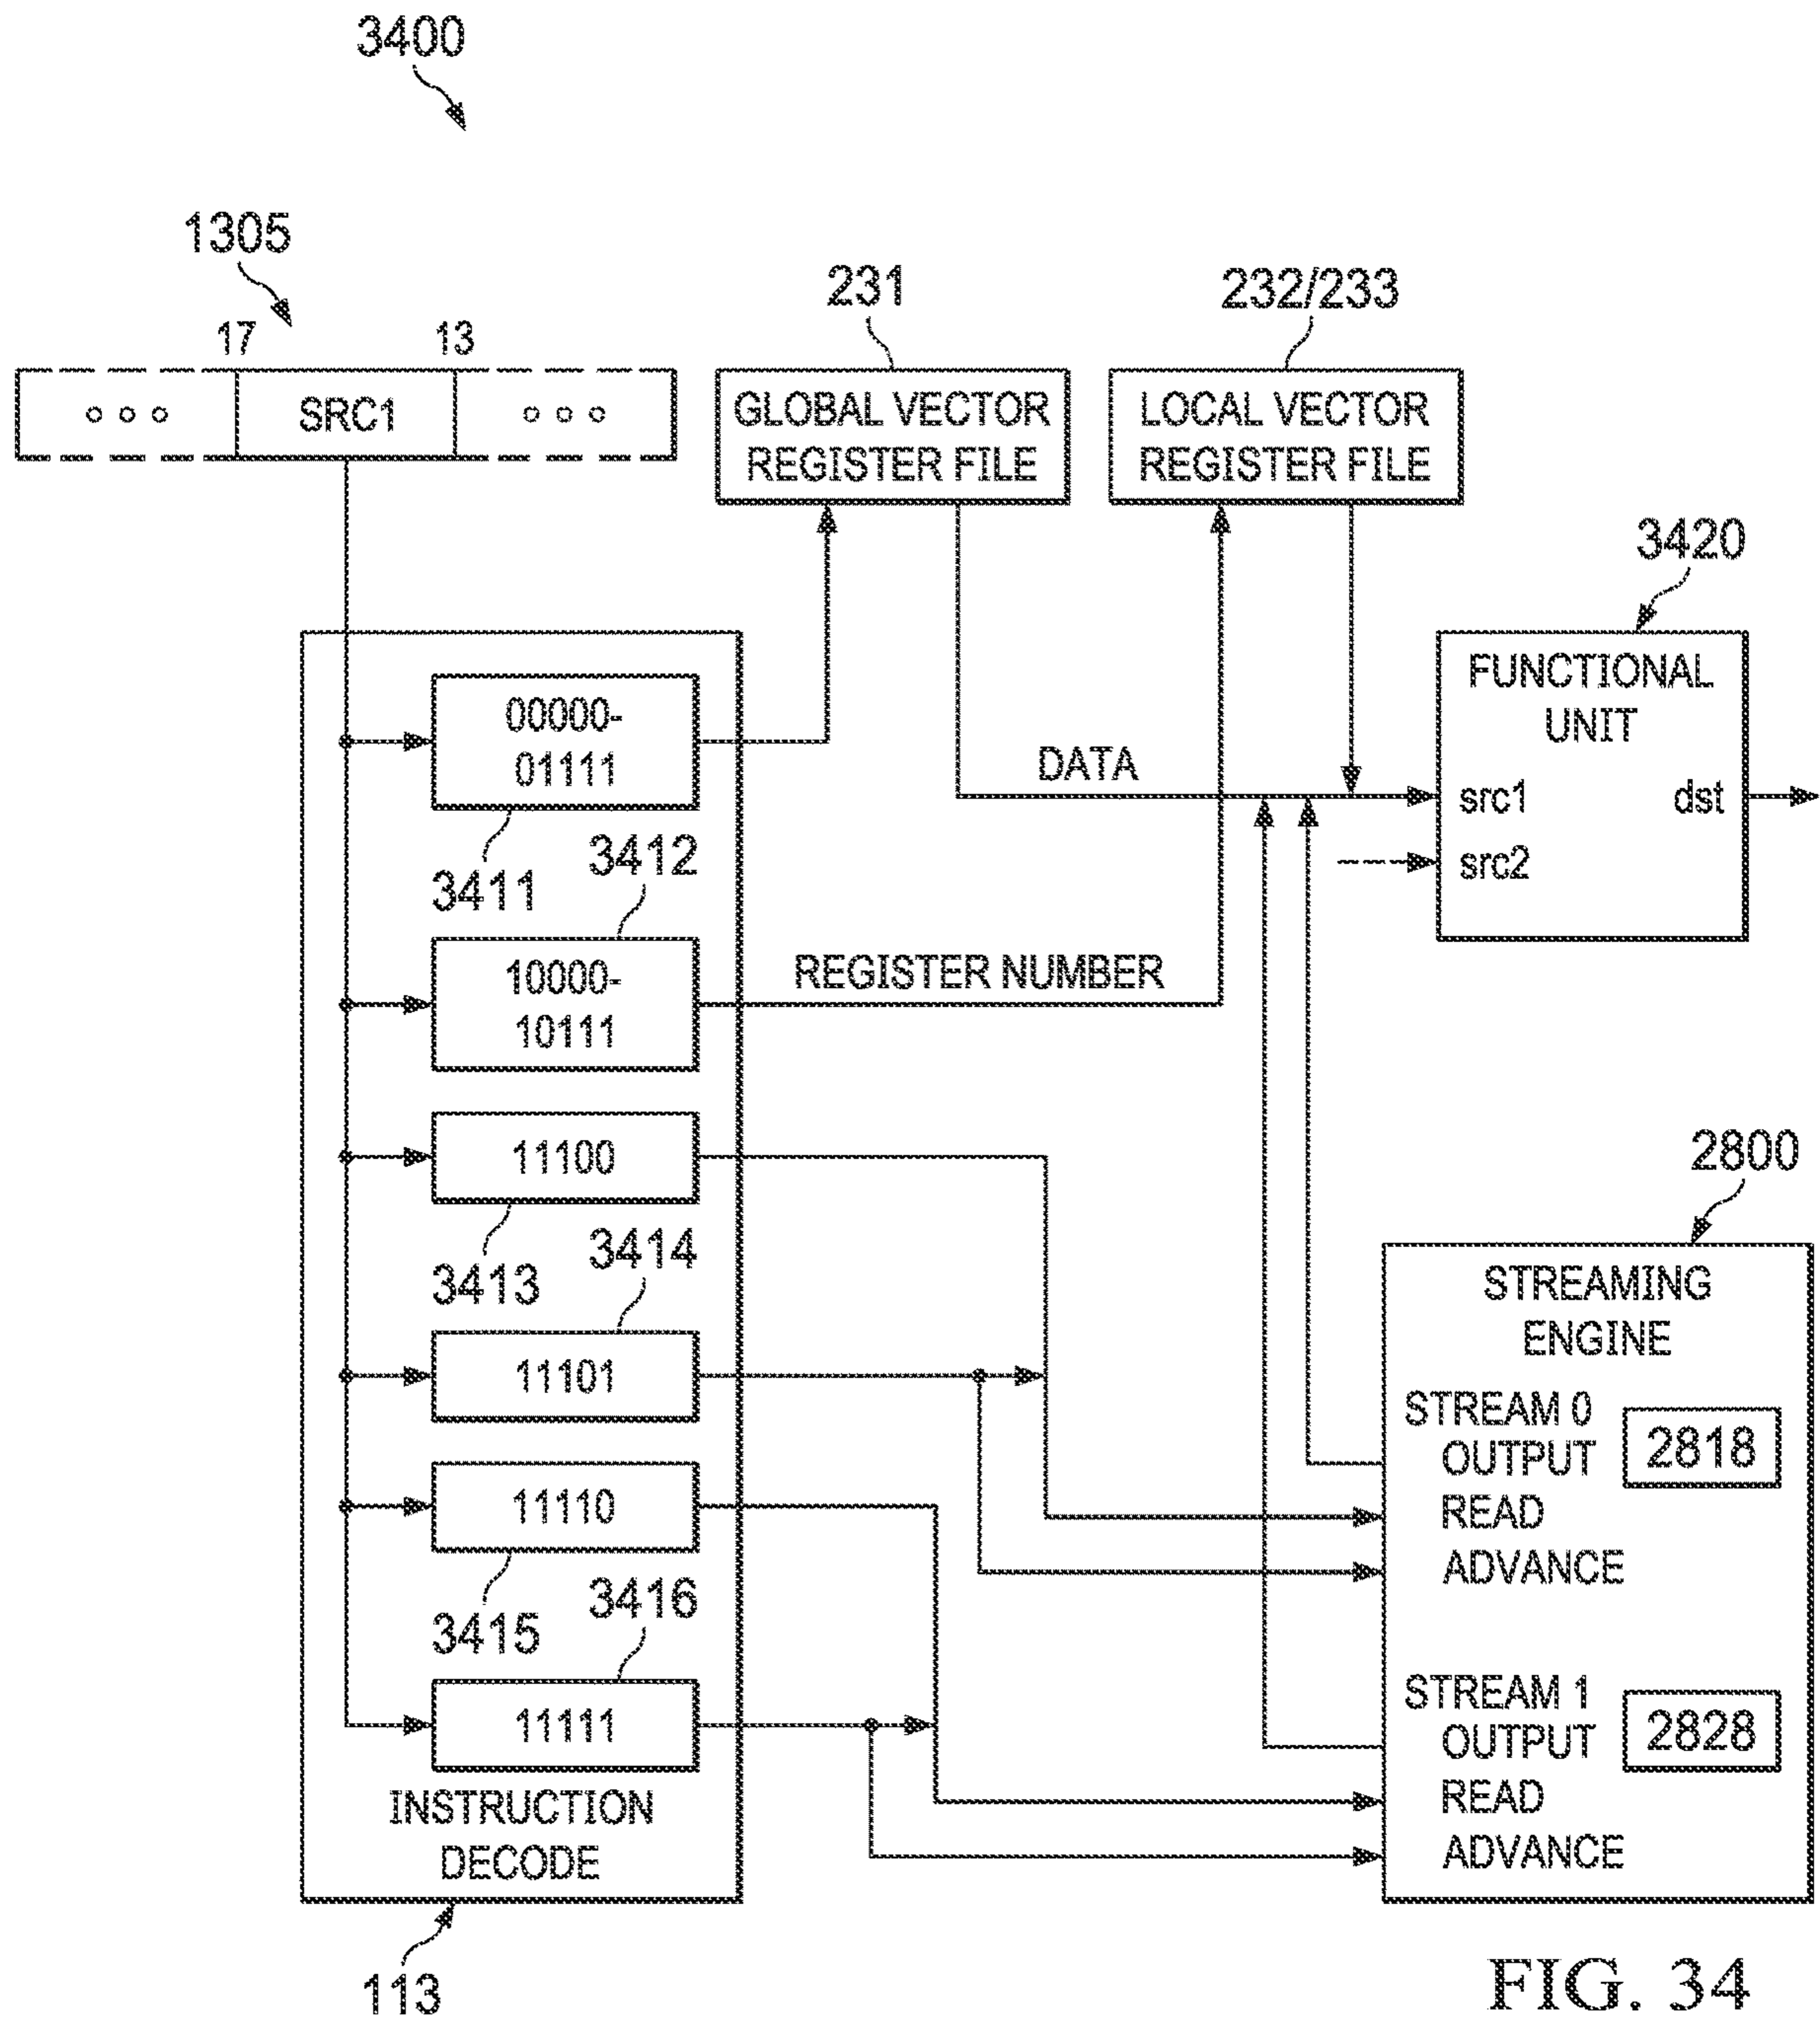 3400
1305
17
13
231
232/233
○ ○ ○
SRC1
○ ○ ○
GLOBAL VECTOR
REGISTER FILE
LOCAL VECTOR
REGISTER FILE
3420
FUNCTIONAL
UNIT
src1
dst
src2
DATA
00000-
01111
3411
3412
10000-
10111
REGISTER NUMBER
11100
3413
3414
11101
11110
3415
3416
11111
INSTRUCTION
DECODE
113
2800
STREAMING
ENGINE
STREAM 0
OUTPUT
2818
READ
ADVANCE
STREAM 1
OUTPUT
2828
READ
ADVANCE
FIG. 34